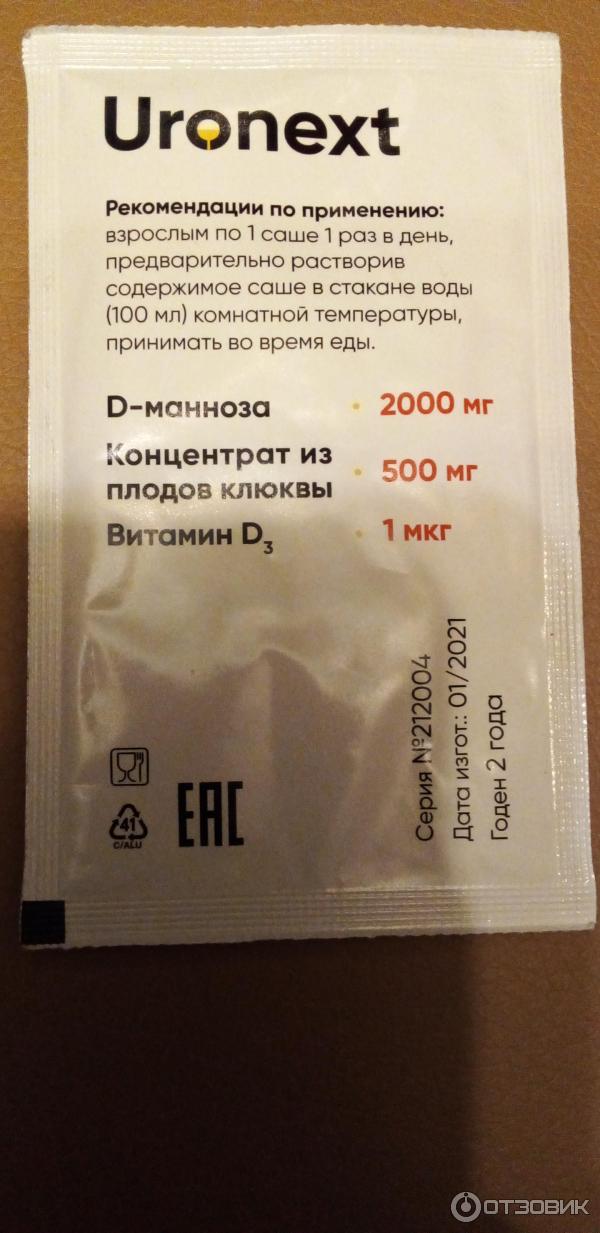 Uronext
Рекомендации по применению:
взрослым по 1 саше 1 раз в день,
предварительно растворив
содержимое саше в стакане воды
(100 мл) комнатной температуры,
принимать во время еды.
D-манноза • 2000 мг
Концентрат из
плодов клюквы • 500 мг
Витамин D3 • 1 мкг
Серия №212004
Дата изгот.: 01/2021
Годен 2 года
41
C/ALU
EAC
ОТЗОВИК